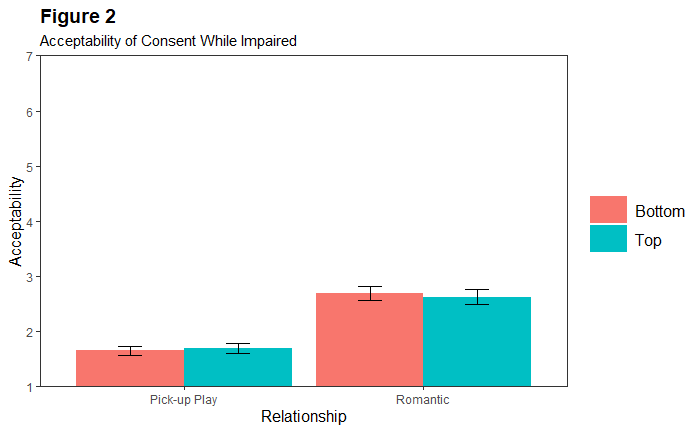 Figure 2
Acceptability of Consent While Impaired
7
6
5
4
3
2
1
Acceptability
Pick-up Play
Romantic
Relationship
Bottom
Top